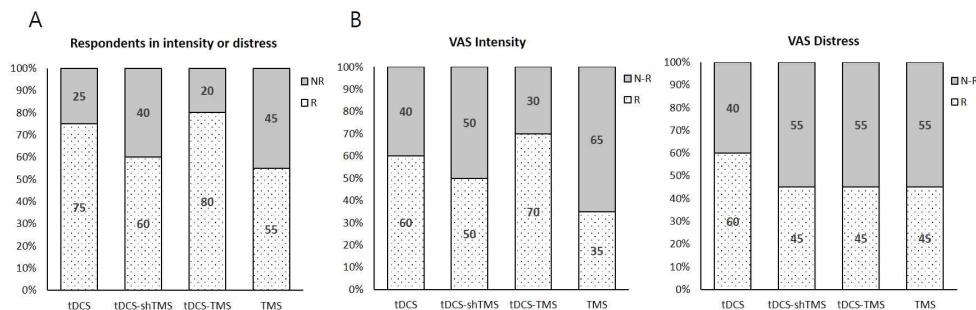 A
Respondents in intensity or distress
100%
90%
80%
70%
60%
50%
40%
30%
20%
10%
0%
25
75
40
60
20
80
45
55
tDCS
tDCS-shTMS
tDCS-TMS
TMS
NR
R
B
VAS Intensity
100%
90%
80%
70%
60%
50%
40%
30%
20%
10%
0%
40
60
50
50
30
70
65
35
tDCS
tDCS-shTMS
tDCS-TMS
TMS
N-R
R
VAS Distress
100%
90%
80%
70%
60%
50%
40%
30%
20%
10%
0%
40
60
55
45
55
45
55
45
tDCS
tDCS-shTMS
tDCS-TMS
TMS
N-R
R